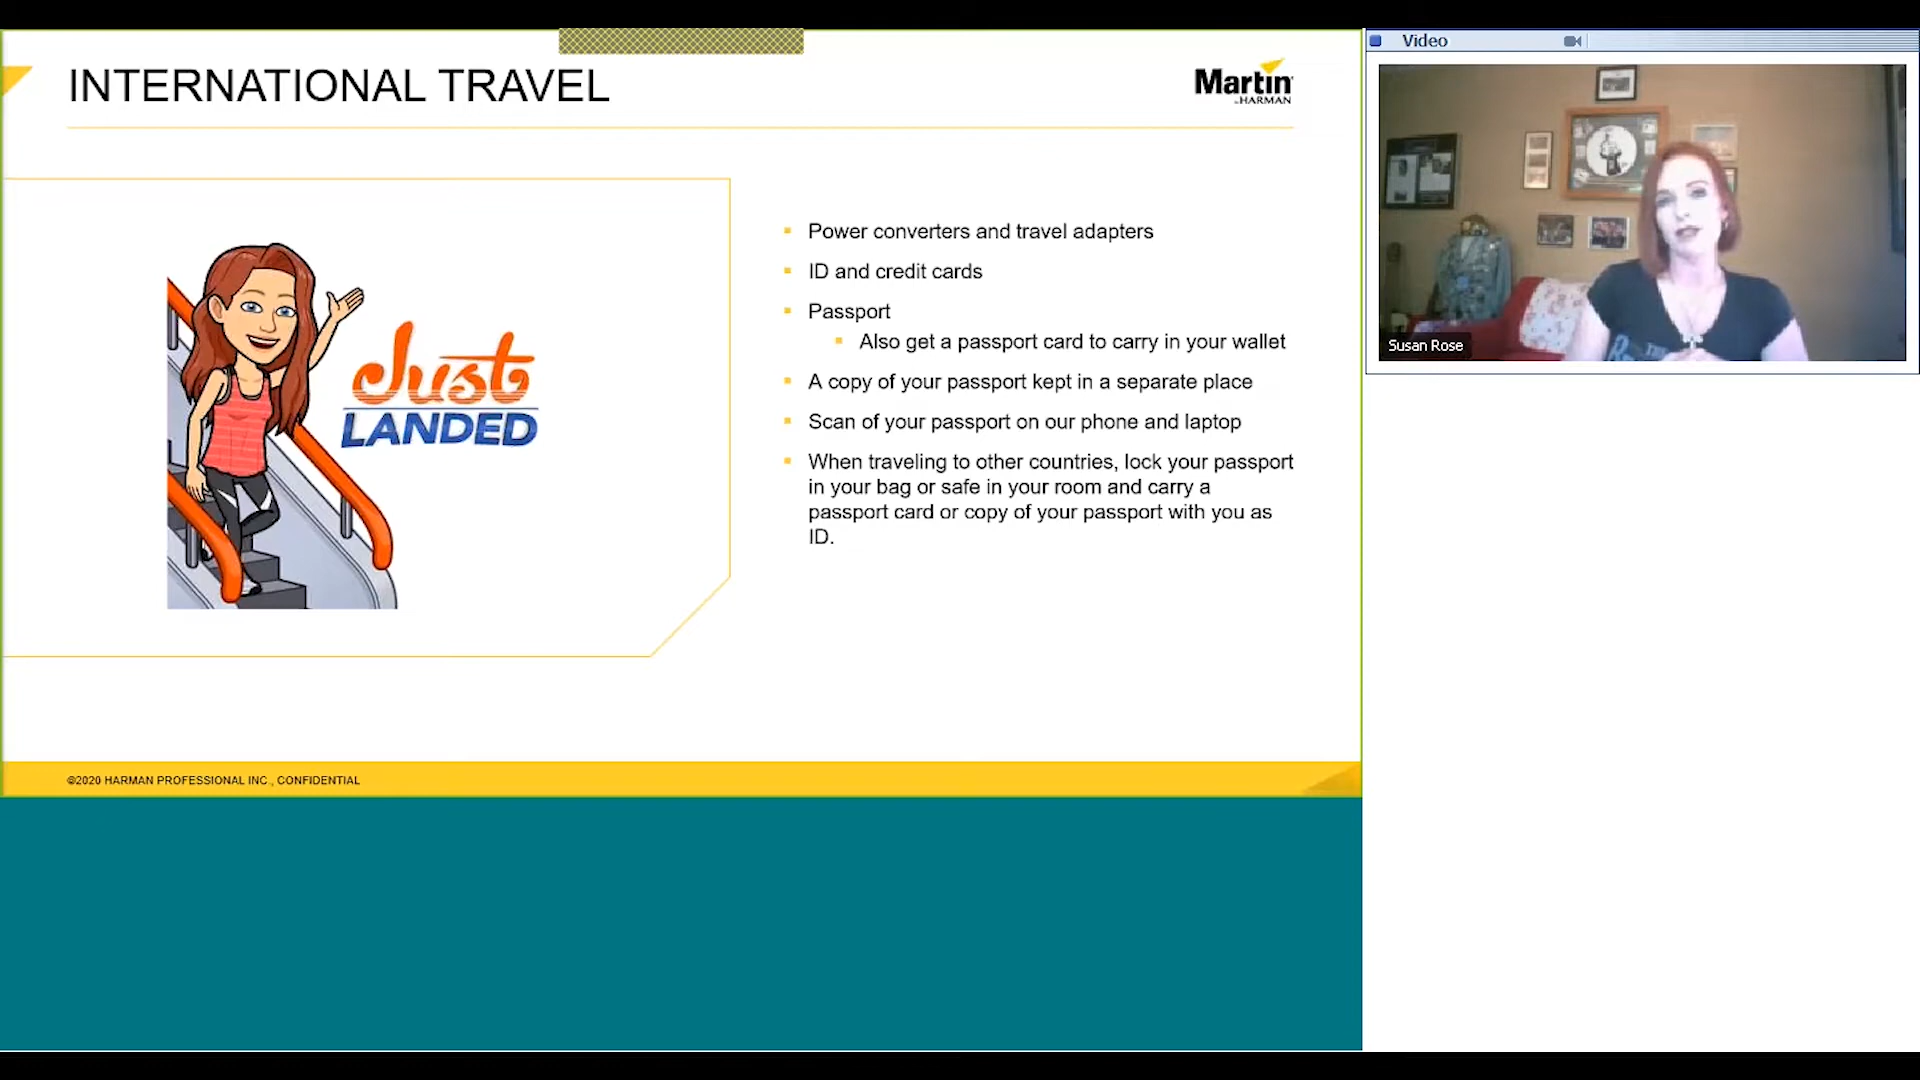 INTERNATIONAL TRAVEL
Martin
by HARMAN
Just
LANDED
Power converters and travel adapters
ID and credit cards
Passport
Also get a passport card to carry in your wallet
A copy of your passport kept in a separate place
Scan of your passport on our phone and laptop
When traveling to other countries, lock your passport
in your bag or safe in your room and carry a
passport card or copy of your passport with you as
ID.
©2020 HARMAN PROFESSIONAL INC., CONFIDENTIAL
Video
Susan Rose